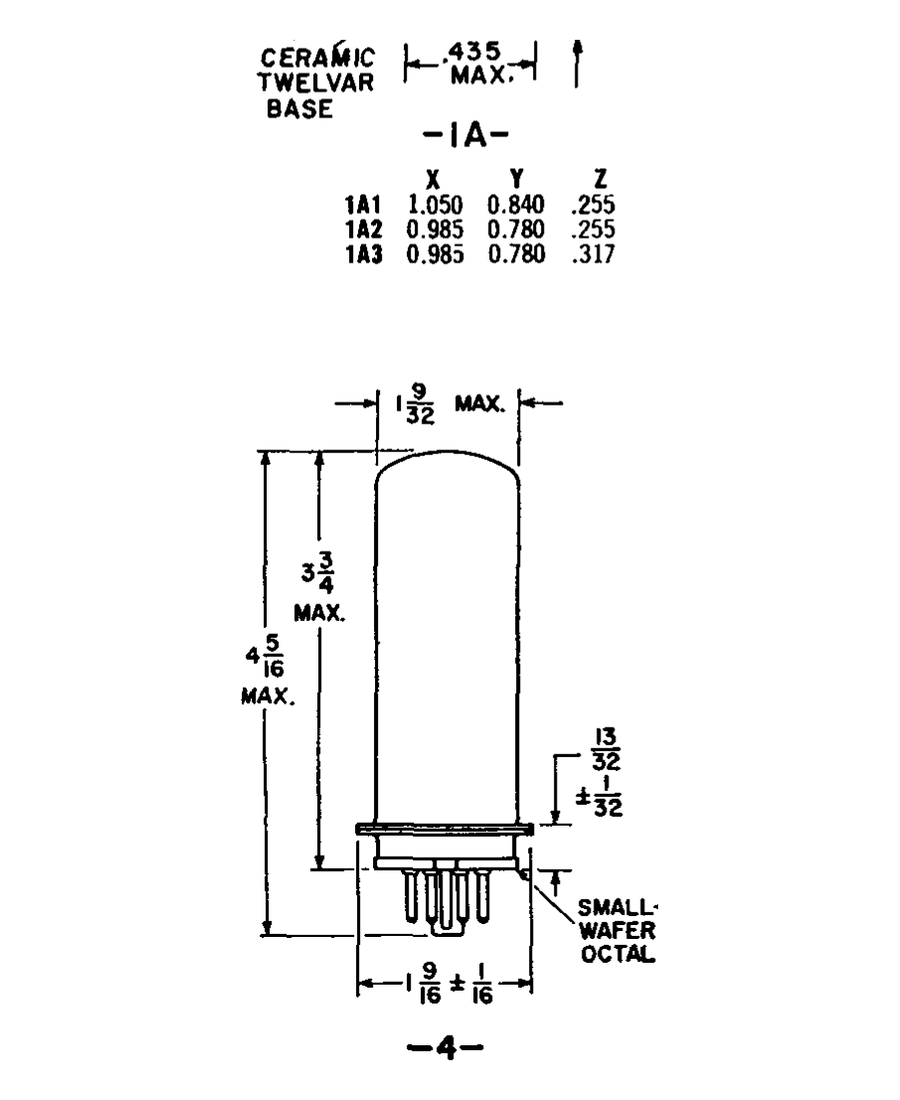 CERAMIC
TWELVAR
BASE
.435
MAX.
-1A-
X Y Z
1A1 1.050 0.840 .255
1A2 0.985 0.780 .255
1A3 0.985 0.780 .317
1 9/32 MAX.
3 3/4
MAX.
4 5/16
MAX.
13/32
± 1/32
SMALL-
WAFER
OCTAL
1 9/16 ± 1/16
-4-